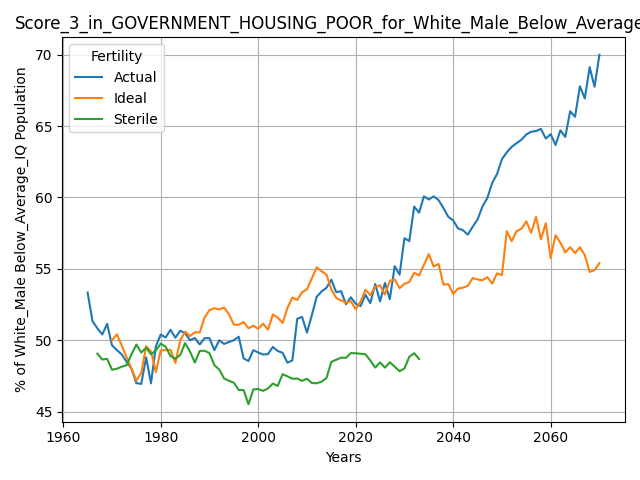 Score_3_in_GOVERNMENT_HOUSING_POOR_for_White_Male_Below_Average
% of White_Male Below_Average_IQ Population
70
65
60
55
50
45
Fertility
Actual
Ideal
Sterile
1960 1980 2000 2020 2040 2060
Years